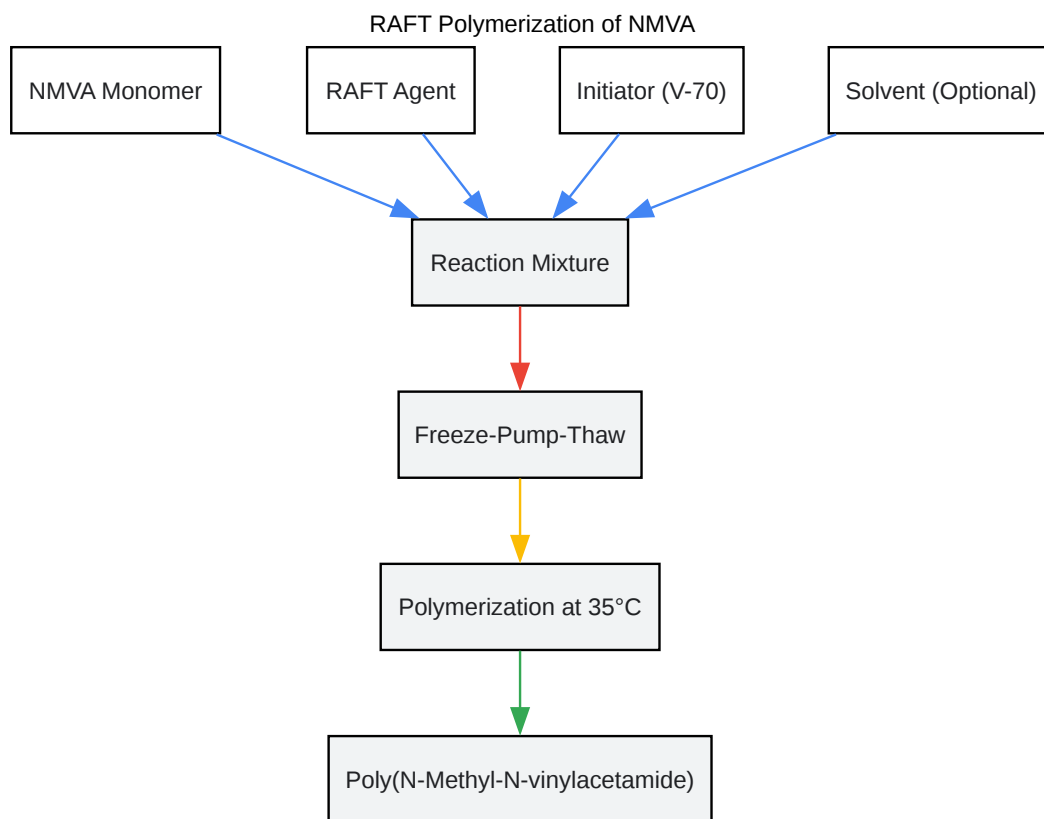 RAFT Polymerization of NMVA
NMVA Monomer
RAFT Agent
Initiator (V-70)
Solvent (Optional)
Reaction Mixture
Freeze-Pump-Thaw
Polymerization at 35°C
Poly(N-Methyl-N-vinylacetamide)